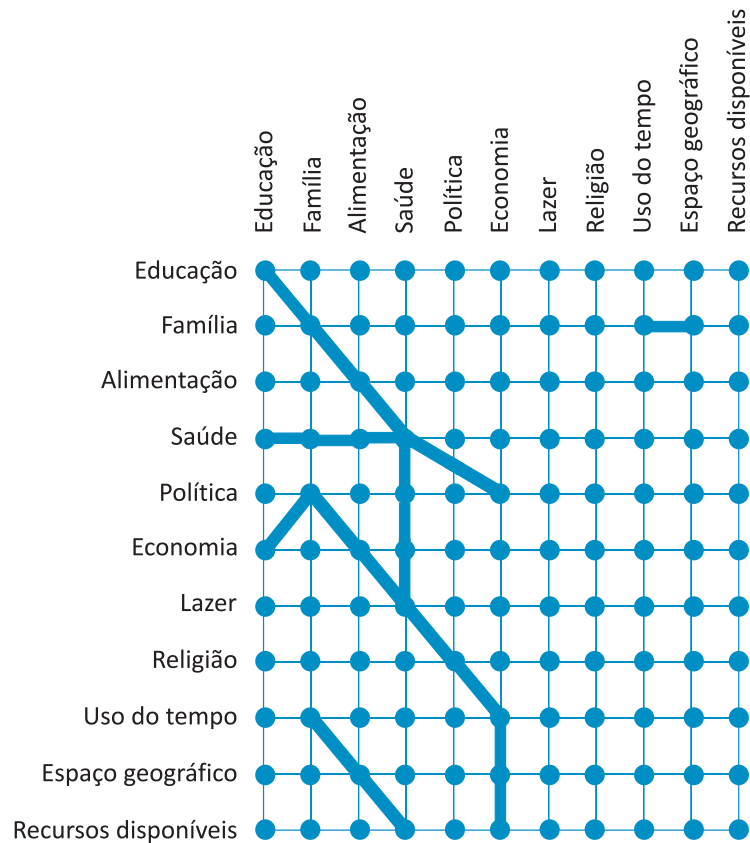 Educação
Família
Alimentação
Saúde
Política
Economia
Lazer
Religião
Uso do tempo
Espaço geográfico
Recursos disponíveis
Educação
Família
Alimentação
Saúde
Política
Economia
Lazer
Religião
Uso do tempo
Espaço geográfico
Recursos disponíveis